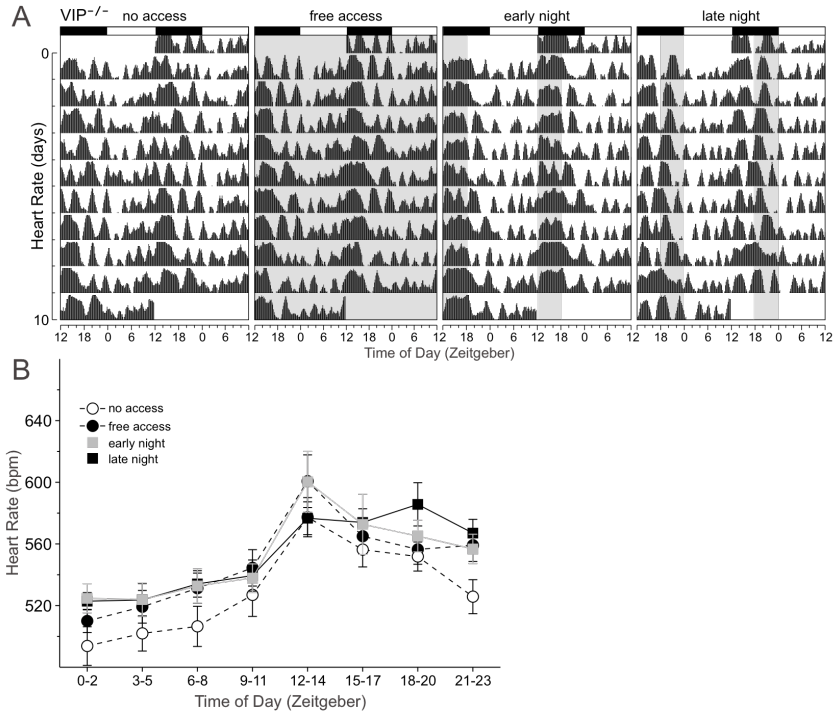 A
VIP−/− no access free access early night late night
0
Heart Rate (days)
10
12 18 0 6 12 18 0 6 12 18 0 6 12 18 0 6 12 18 0 6 12 18 0 6 12 18 0 6 12 18 0 6 12
Time of Day (Zeitgeber)
B
no access
free access
early night
late night
640
600
560
520
Heart Rate (bpm)
0-2 3-5 6-8 9-11 12-14 15-17 18-20 21-23
Time of Day (Zeitgeber)